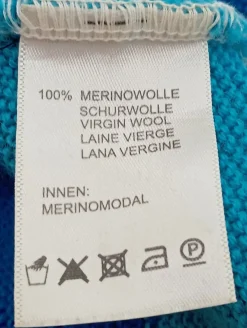 100% MERINOWOLLE
SCHURWOLLE
VIRGIN WOOL
LAINE VIERGE
LANA VERGINE
INNEN:
MERINOMODAL
P